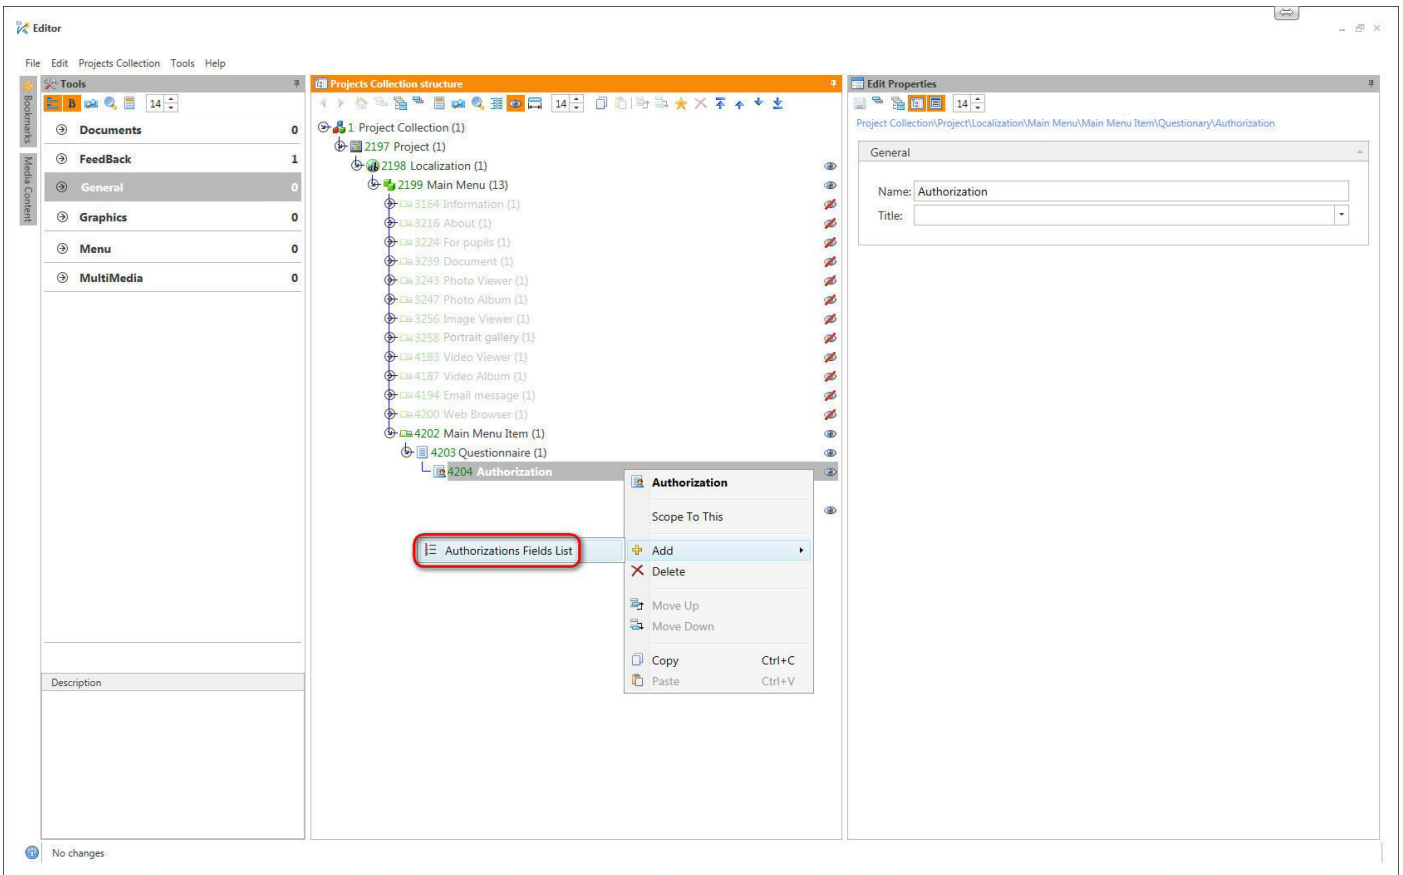 Editor
File Edit Projects Collection Tools Help
Bookmarks
Media Content
Tools
B 14
Documents 0
FeedBack 1
General 0
Graphics 0
Menu 0
MultiMedia 0
Description
Projects Collection structure
14
1 Project Collection (1)
2197 Project (1)
2198 Localization (1)
2199 Main Menu (13)
3164 Information (1)
3216 About (1)
3224 For pupils (1)
3239 Document (1)
3243 Photo Viewer (1)
3247 Photo Album (1)
3256 Image Viewer (1)
3258 Portrait gallery (1)
4183 Video Viewer (1)
4187 Video Album (1)
4194 Email message (1)
4200 Web Browser (1)
4202 Main Menu Item (1)
4203 Questionnaire (1)
4204 Authorization
Authorization
Scope To This
Add
Authorizations Fields List
Delete
Move Up
Move Down
Copy Ctrl+C
Paste Ctrl+V
Edit Properties
14
Project Collection\Project\Localization\Main Menu\Main Menu Item\Questionary\Authorization
General
Name: Authorization
Title:
No changes